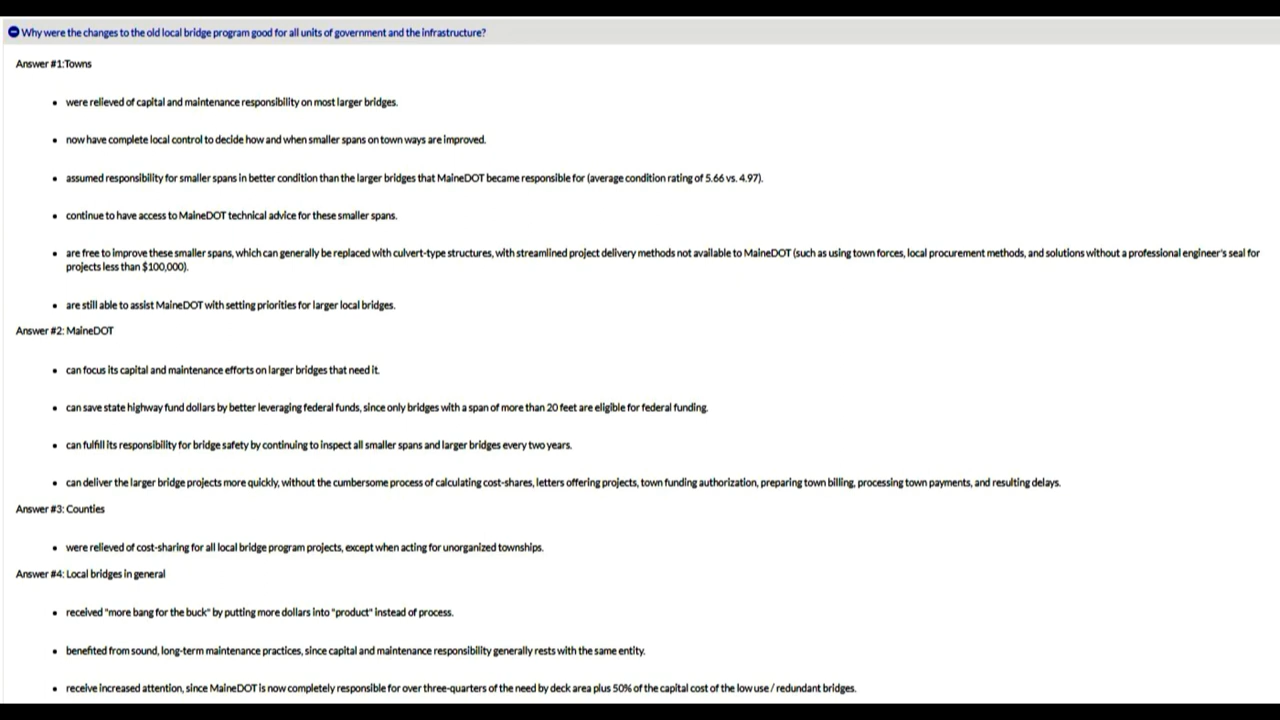 Why were the changes to the old local bridge program good for all units of government and the infrastructure?
Answer #1:Towns
• were relieved of capital and maintenance responsibility on most larger bridges.
• now have complete local control to decide how and when smaller spans on town ways are improved.
• assumed responsibility for smaller spans in better condition than the larger bridges that MaineDOT became responsible for (average condition rating of 5.66 vs. 4.97).
• continue to have access to MaineDOT technical advice for these smaller spans.
• are free to improve these smaller spans, which can generally be replaced with culvert-type structures, with streamlined project delivery methods not available to MaineDOT (such as using town forces, local procurement methods, and solutions without a professional engineer's seal for
projects less than $100,000).
• are still able to assist MaineDOT with setting priorities for larger local bridges.
Answer #2: MaineDOT
• can focus its capital and maintenance efforts on larger bridges that need it.
• can save state highway fund dollars by better leveraging federal funds, since only bridges with a span of more than 20 feet are eligible for federal funding.
• can fulfill its responsibility for bridge safety by continuing to inspect all smaller spans and larger bridges every two years.
• can deliver the larger bridge projects more quickly, without the cumbersome process of calculating cost-shares, letters offering projects, town funding authorization, preparing town billing, processing town payments, and resulting delays.
Answer #3: Counties
• were relieved of cost-sharing for all local bridge program projects, except when acting for unorganized townships.
Answer #4: Local bridges in general
• received "more bang for the buck" by putting more dollars into "product" instead of process.
• benefited from sound, long-term maintenance practices, since capital and maintenance responsibility generally rests with the same entity.
• receive increased attention, since MaineDOT is now completely responsible for over three-quarters of the need by deck area plus 50% of the capital cost of the low use / redundant bridges.